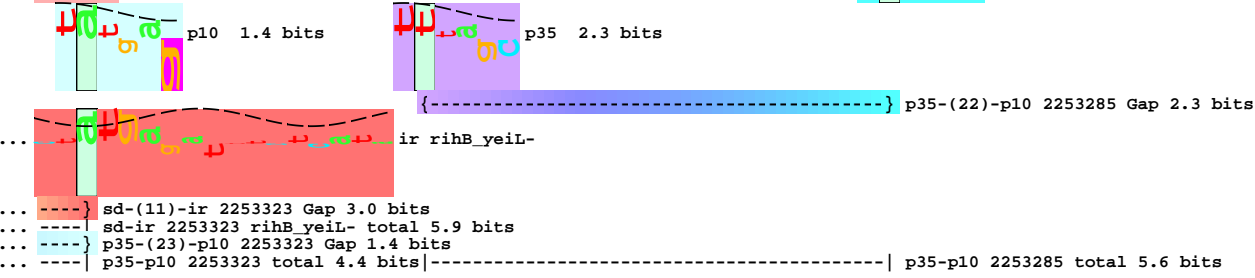 t a t g a g p10 1.4 bits t t t a g c p35 2.3 bits
{-------------------------------------------} p35-(22)-p10 2253285 Gap 2.3 bits
... t a t g a g a t t t t a t ir rihB_yeiL-
... ----} sd-(11)-ir 2253323 Gap 3.0 bits
... ----| sd-ir 2253323 rihB_yeiL- total 5.9 bits
... ----} p35-(23)-p10 2253323 Gap 1.4 bits
... ----| p35-p10 2253323 total 4.4 bits|-------------------------------------------| p35-p10 2253285 total 5.6 bits